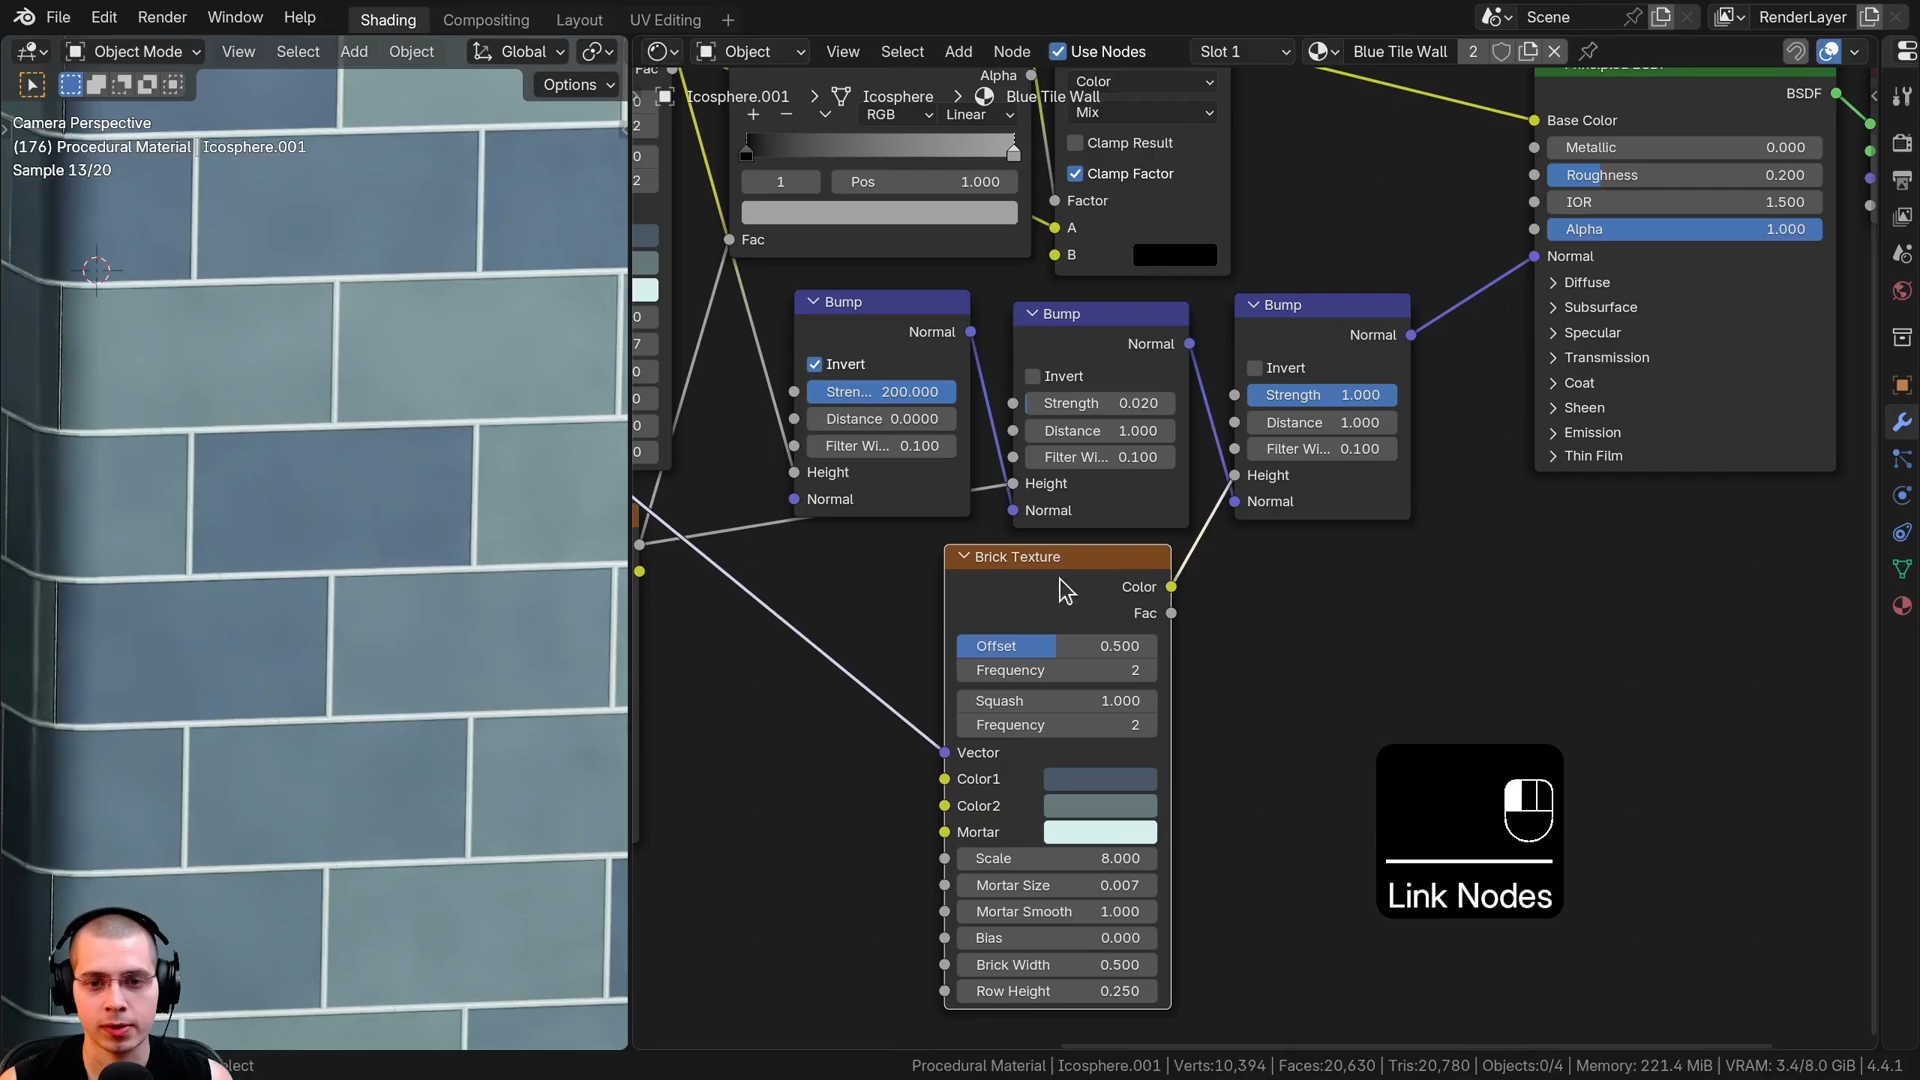 File Edit Render Window Help Shading Compositing Layout UV Editing Scene RenderLayer
Object Mode View Select Add Object Global Object View Select Add Node Use Nodes Slot 1 Blue Tile Wall 2
Options
Camera Perspective
(176) Procedural Material | Icosphere.001
Sample 13/20
Icosphere.001 Icosphere Blue Tile Wall
Fac
RGB Linear
1 Pos 1.000
Fac
Alpha
Color
Mix
Clamp Result
Clamp Factor
Factor
A
B
BSDF
Base Color
Metallic 0.000
Roughness 0.200
IOR 1.500
Alpha 1.000
Normal
Diffuse
Subsurface
Specular
Transmission
Coat
Sheen
Emission
Thin Film
Bump
Normal
Invert
Stren... 200.000
Distance 0.0000
Filter Wi... 0.100
Height
Normal
Bump
Normal
Invert
Strength 0.020
Distance 1.000
Filter Wi... 0.100
Height
Normal
Bump
Normal
Invert
Strength 1.000
Distance 1.000
Filter Wi... 0.100
Height
Normal
Brick Texture
Color
Fac
Offset 0.500
Frequency 2
Squash 1.000
Frequency 2
Vector
Color1
Color2
Mortar
Scale 8.000
Mortar Size 0.007
Mortar Smooth 1.000
Bias 0.000
Brick Width 0.500
Row Height 0.250
Link Nodes
Procedural Material | Icosphere.001 | Verts:10,394 | Faces:20,630 | Tris:20,780 | Objects:0/4 | Memory: 221.4 MiB | VRAM: 3.4/8.0 GiB | 4.4.1